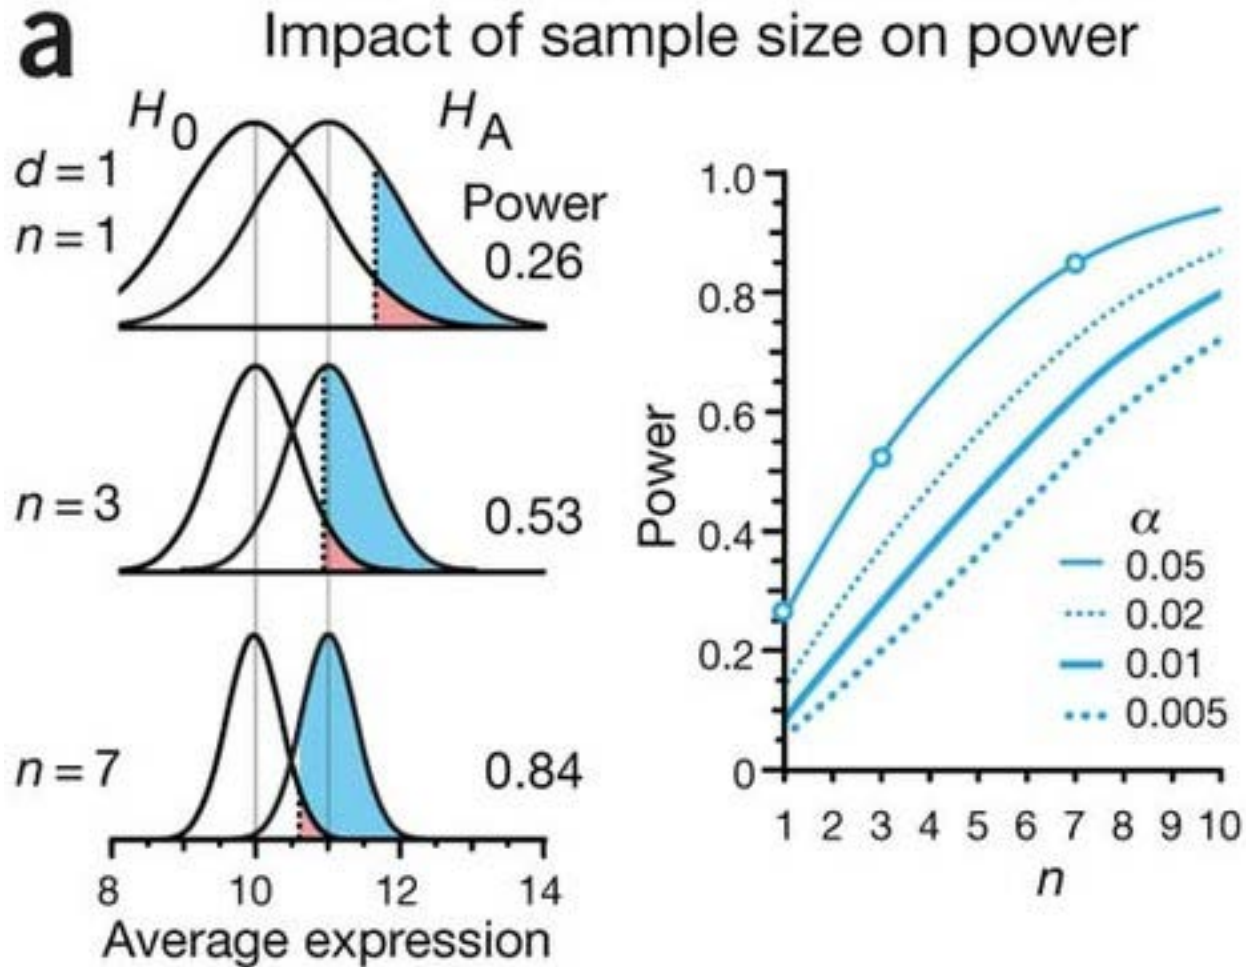 a
Impact of sample size on power
H0
HA
d = 1
n = 1
Power
0.26
n = 3
0.53
n = 7
0.84
8 10 12 14
Average expression
Power
1.0
0.8
0.6
0.4
0.2
0
1 2 3 4 5 6 7 8 9 10
n
α
0.05
0.02
0.01
0.005